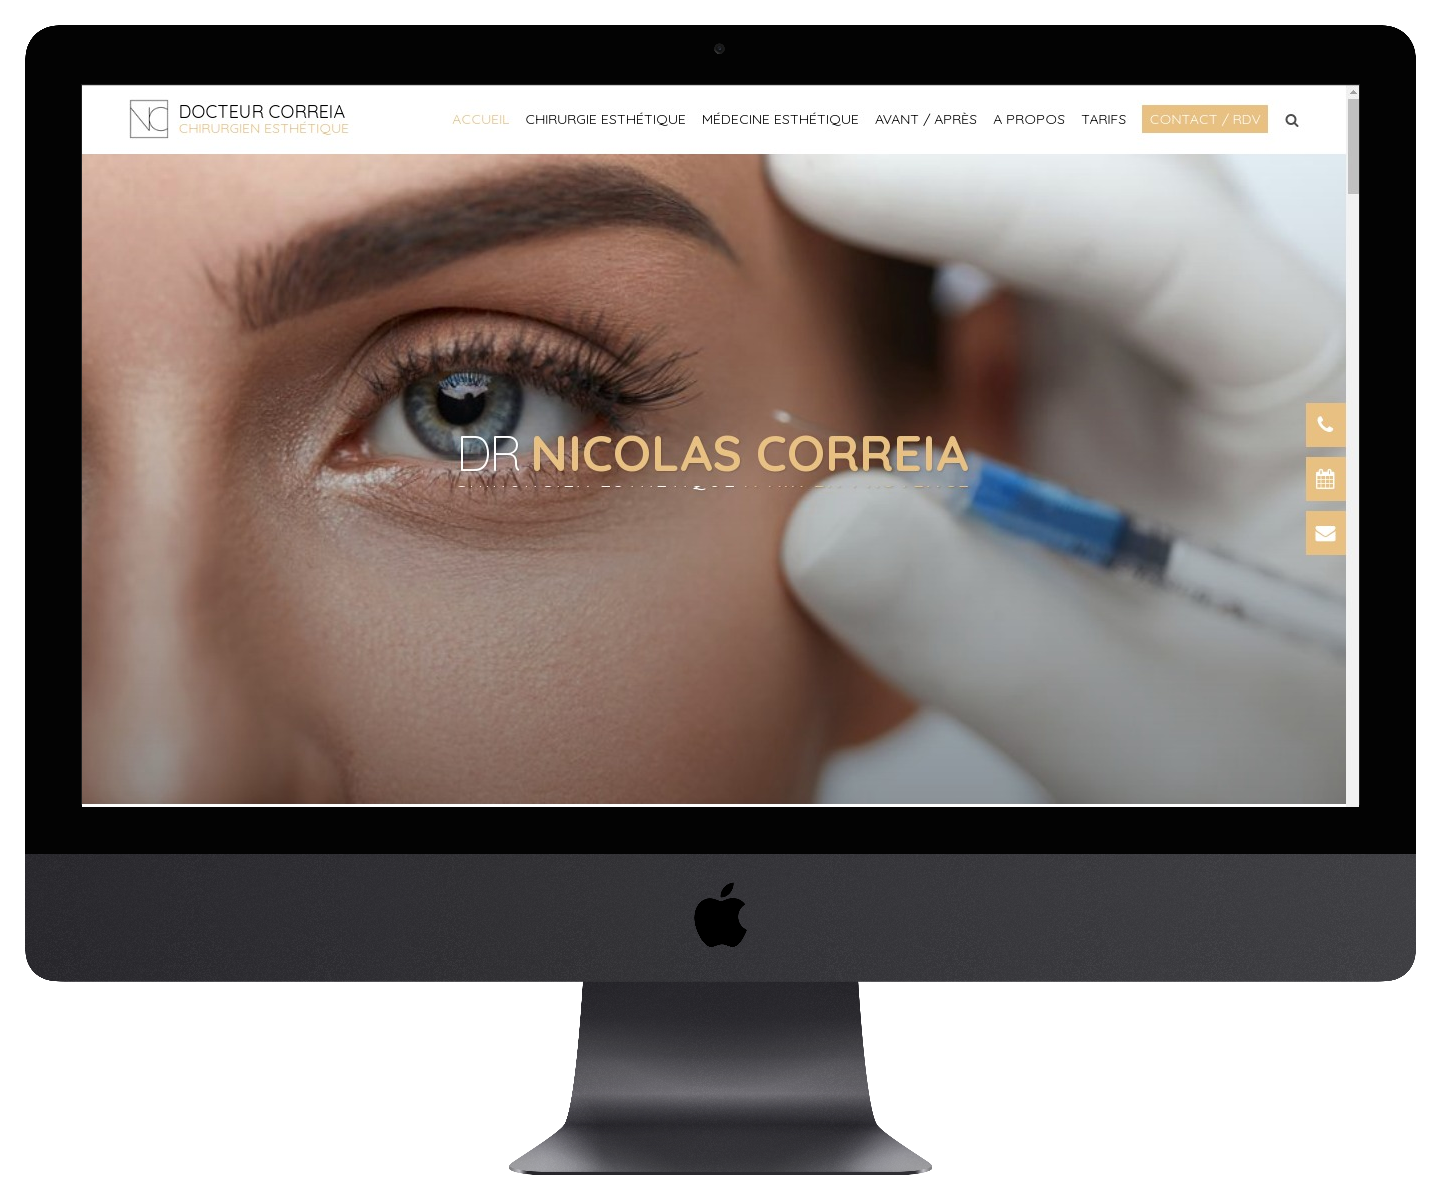 NC
DOCTEUR CORREIA
CHIRURGIEN ESTHÉTIQUE
ACCUEIL CHIRURGIE ESTHÉTIQUE MÉDECINE ESTHÉTIQUE AVANT / APRÈS A PROPOS TARIFS CONTACT / RDV
DR NICOLAS CORREIA